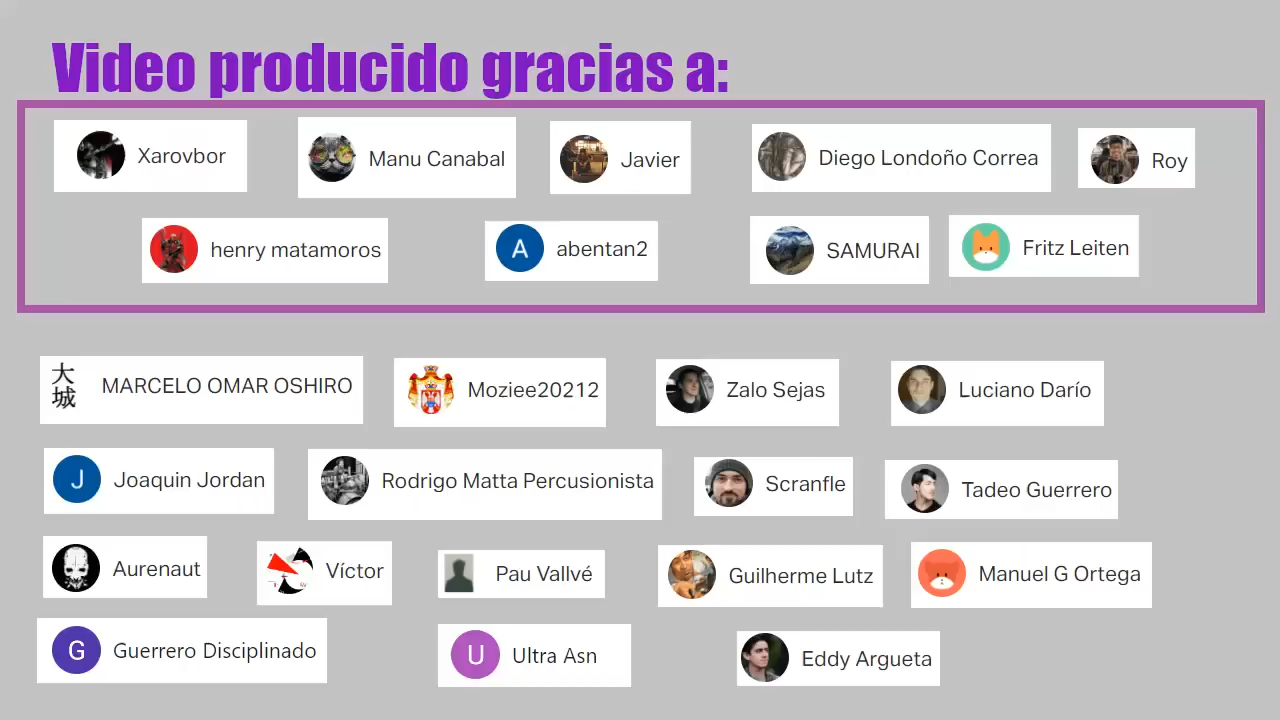 Video producido gracias a:
Xarovbor
Manu Canabal
Javier
Diego Londoño Correa
Roy
henry matamoros
A abentan2
SAMURAI
Fritz Leiten
大城 MARCELO OMAR OSHIRO
Moziee20212
Zalo Sejas
Luciano Darío
J Joaquin Jordan
Rodrigo Matta Percusionista
Scranfle
Tadeo Guerrero
Aurenaut
Víctor
Pau Vallvé
Guilherme Lutz
Manuel G Ortega
G Guerrero Disciplinado
U Ultra Asn
Eddy Argueta